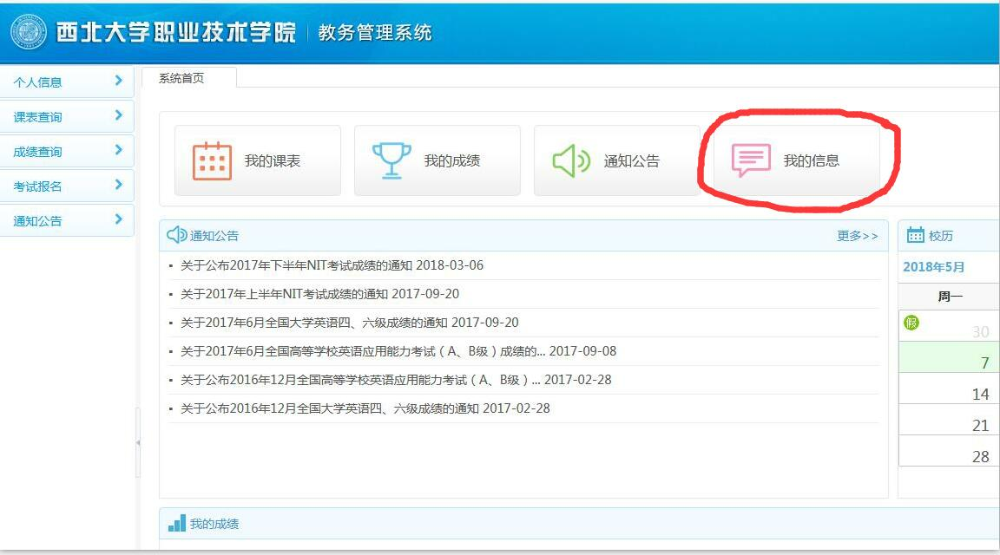 西北大学职业技术学院 教务管理系统
个人信息
课表查询
成绩查询
考试报名
通知公告
系统首页
我的课表 我的成绩 通知公告 我的信息
通知公告 更多>>
关于公布2017年下半年NIT考试成绩的通知 2018-03-06
关于2017年上半年NIT考试成绩的通知 2017-09-20
关于2017年6月全国大学英语四、六级成绩的通知 2017-09-20
关于2017年6月全国高等学校英语应用能力考试（A、B级）成绩的... 2017-09-08
关于公布2016年12月全国高等学校英语应用能力考试（A、B级）... 2017-02-28
关于公布2016年12月全国大学英语四、六级成绩的通知 2017-02-28
校历
2018年5月
周一
假 30
7
14
21
28
我的成绩